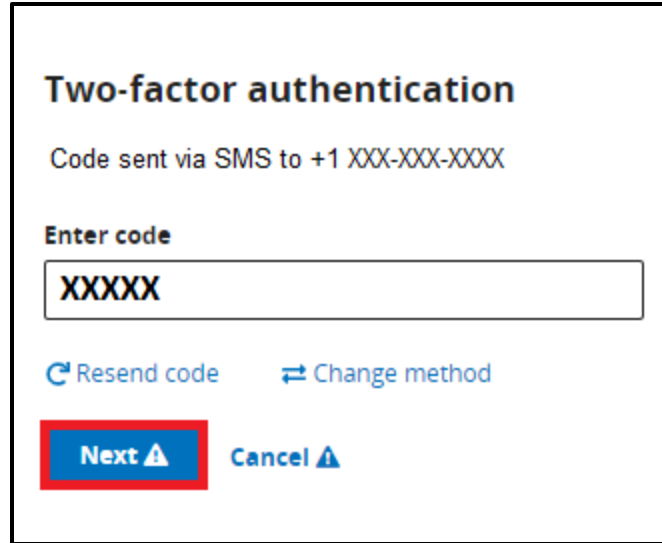 Two-factor authentication
Code sent via SMS to +1 XXX-XXX-XXXX
Enter code
XXXXX
Resend code Change method
Next Cancel